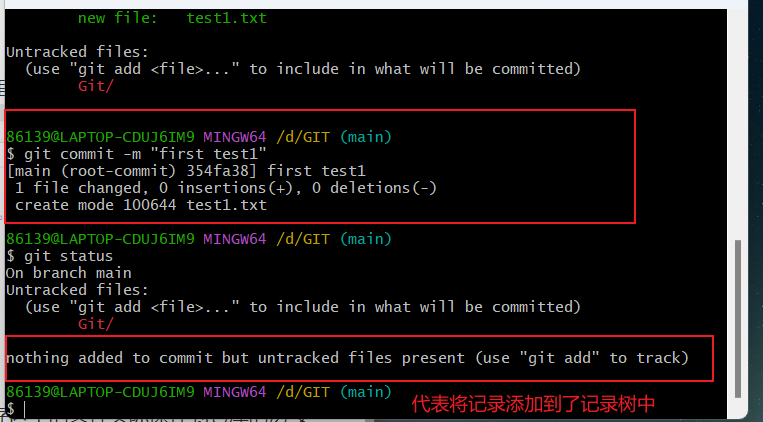 new file:   test1.txt
Untracked files:
(use "git add <file>..." to include in what will be committed)
Git/
86139@LAPTOP-CDUJ6IM9 MINGW64 /d/GIT (main)
$ git commit -m "first test1"
[main (root-commit) 354fa38] first test1
1 file changed, 0 insertions(+), 0 deletions(-)
create mode 100644 test1.txt
86139@LAPTOP-CDUJ6IM9 MINGW64 /d/GIT (main)
$ git status
On branch main
Untracked files:
(use "git add <file>..." to include in what will be committed)
Git/
nothing added to commit but untracked files present (use "git add" to track)
86139@LAPTOP-CDUJ6IM9 MINGW64 /d/GIT (main)
$
代表将记录添加到了记录树中